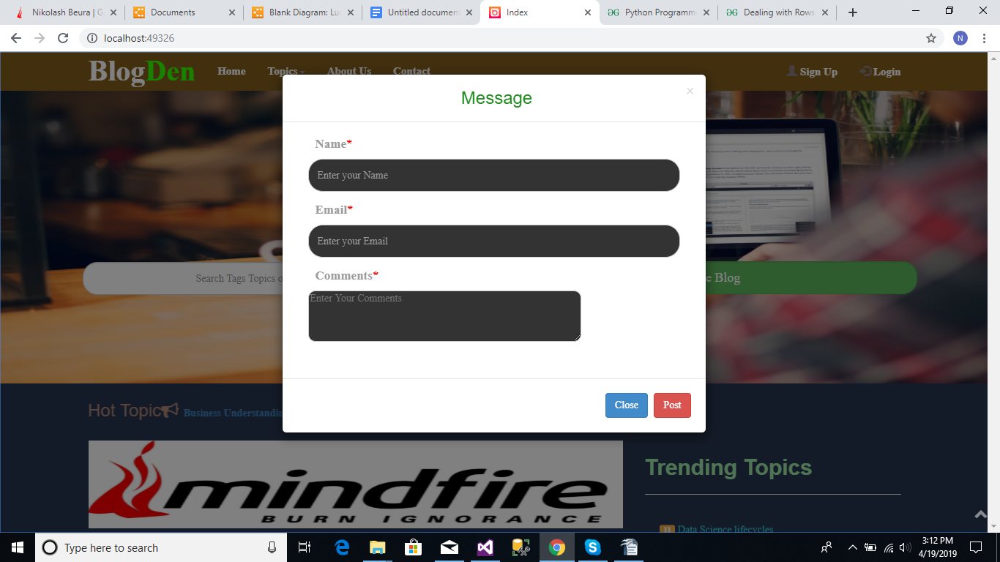 Nikolash Beura | G
Documents
Blank Diagram: Lu
Untitled documen
Index
Python Programm
Dealing with Rows
localhost:49326
N
BlogDen
Home
Topics
About Us
Contact
Sign Up
Login
Message
×
Name*
Enter your Name
Email*
Enter your Email
Search Tags Topics o
e Blog
Comments*
Enter Your Comments
Close
Post
Hot Topic
Business Understandin
mindfire
BURN IGNORANCE
Trending Topics
11 Data Science lifecycles
Type here to search
3:12 PM
4/19/2019